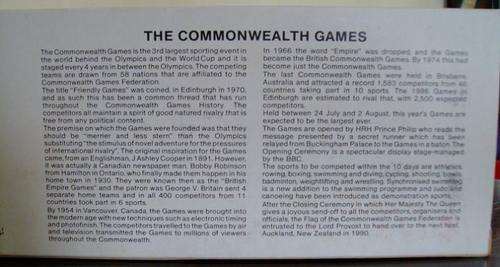 THE COMMONWEALTH GAMES
The Commonwealth Games is the 3rd largest sporting event in
the world behind the Olympics and the World Cup and it is
staged every 4 years in between the Olympics. The competing
teams are drawn from 58 nations that are affiliated to the
Commonwealth Games Federation.
The title "Friendly Games" was coined in Edinburgh in 1970,
and as such has been a common thread that has run
throughout the Commonwealth Games History. The
competitors all maintain a spirit of good natured rivalry that is
free from any political content.
The premise on which the Games were founded was that they
should be "merrier and less stern" than the Olympics
substituting "the stimulus of novel adventure for the pressures
of international rivalry". The original inspiration for the Games
came, from an Englishman, J Ashley Cooper in 1891. However,
it was actually a Canadian newspaper man. Bobby Robinson
from Hamilton in Ontario, who finally made them happen in his
home town in 1930. They were known then as the "British
Empire Games" and the patron was George V. Britain sent 4
separate home teams and in all 400 competitors from 11
countries took part in 6 sports.
By 1954 in Vancouver, Canada, the Games were brought into
the modern age with new techniques such as electronic timing
and photofinish. The competitors travelled to the Games by air
and television transmitted the Games to millions of viewers
throughout the Commonwealth.
In 1966 the word "Empire" was dropped and the Games
became the British Commonwealth Games. By 1974 this had
become just the Commonwealth Games.
The last Commonwealth Games were held in Brisbane
Australia and attracted a record 1,583 competitors from 46
countries taking part in 10 sports. The 1986 Games in
Edinburgh are estimated to rival that, with 2,500 expected
competitors.
Held between 24 July and 2 August, this year's Games are
expected to be the largest ever.
The Games are opened by HRH Prince Philip who reads the
message presented by a secret runner which has been
relayed from Buckingham Palace to the Games in a baton. The
Opening Ceremony is a spectacular display stage-managed
by the BBC.
The sports to be competed within the 10 days are athletics,
rowing, boxing, swimming and diving, cycling, shooting, bowls,
badminton, weightlifting and wrestling. Synchronised swimming
is a new addition to the swimming programme and judo and
canoeing have been introduced as demonstration sports.
After the Closing Ceremony in which Her Majesty The Queen
gives a joyous send-off to all the competitors, organisers and
officials, the Flag of the Commonwealth Games Federation is
entrusted to the Lord Provost to hand over to the next host,
Auckland, New Zealand in 1990.